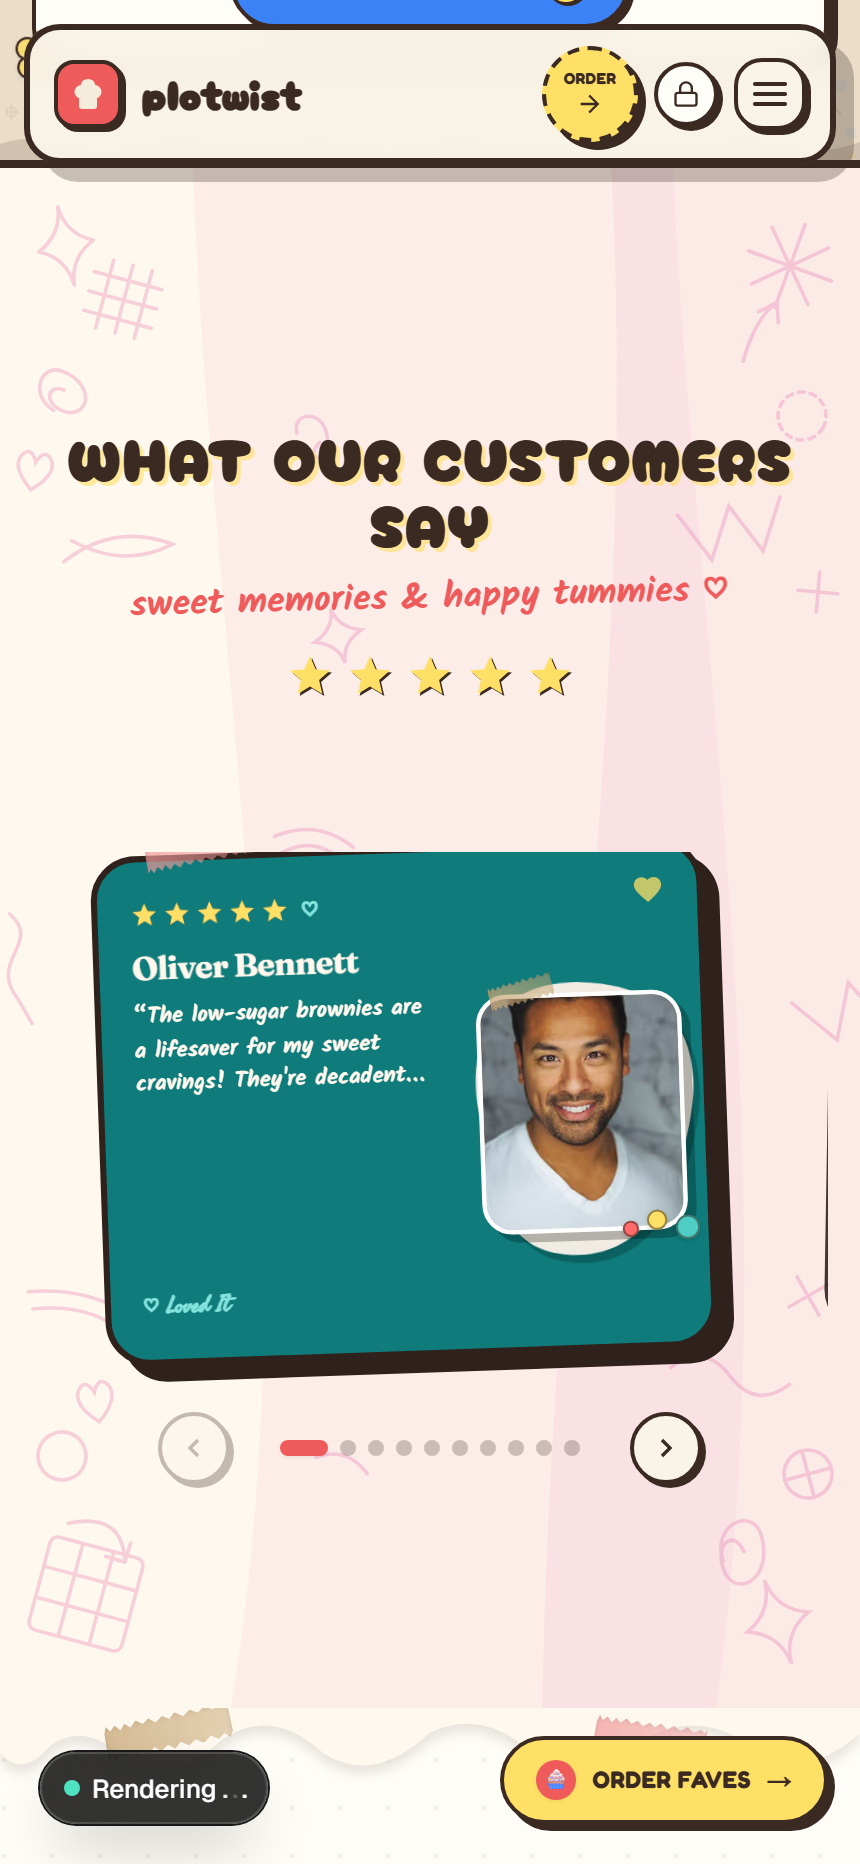 plotwist
ORDER
WHAT OUR CUSTOMERS
SAY
sweet memories & happy tummies ♡
Oliver Bennett
“The low-sugar brownies are
a lifesaver for my sweet
cravings! They're decadent...
♡ Loved It
Rendering ...
ORDER FAVES →